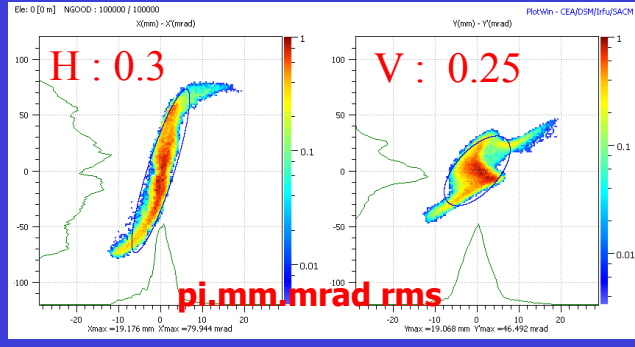 Ele: 0 [0 m] NGOOD : 100000 / 100000
PlotWin - CEA/DSM/Irfu/SACM
X(mm) - X'(mrad)
Y(mm) - Y'(mrad)
H : 0.3
V : 0.25
100
50
0
-50
-100
1
0.1
0.01
100
50
0
-50
-100
1
0.1
0.01
pi.mm.mrad rms
-20 -10 0 10 20
-20 -10 0 10 20
Xmax =19.176 mm X'max =79.944 mrad
Ymax =19.068 mm Y'max =46.492 mrad